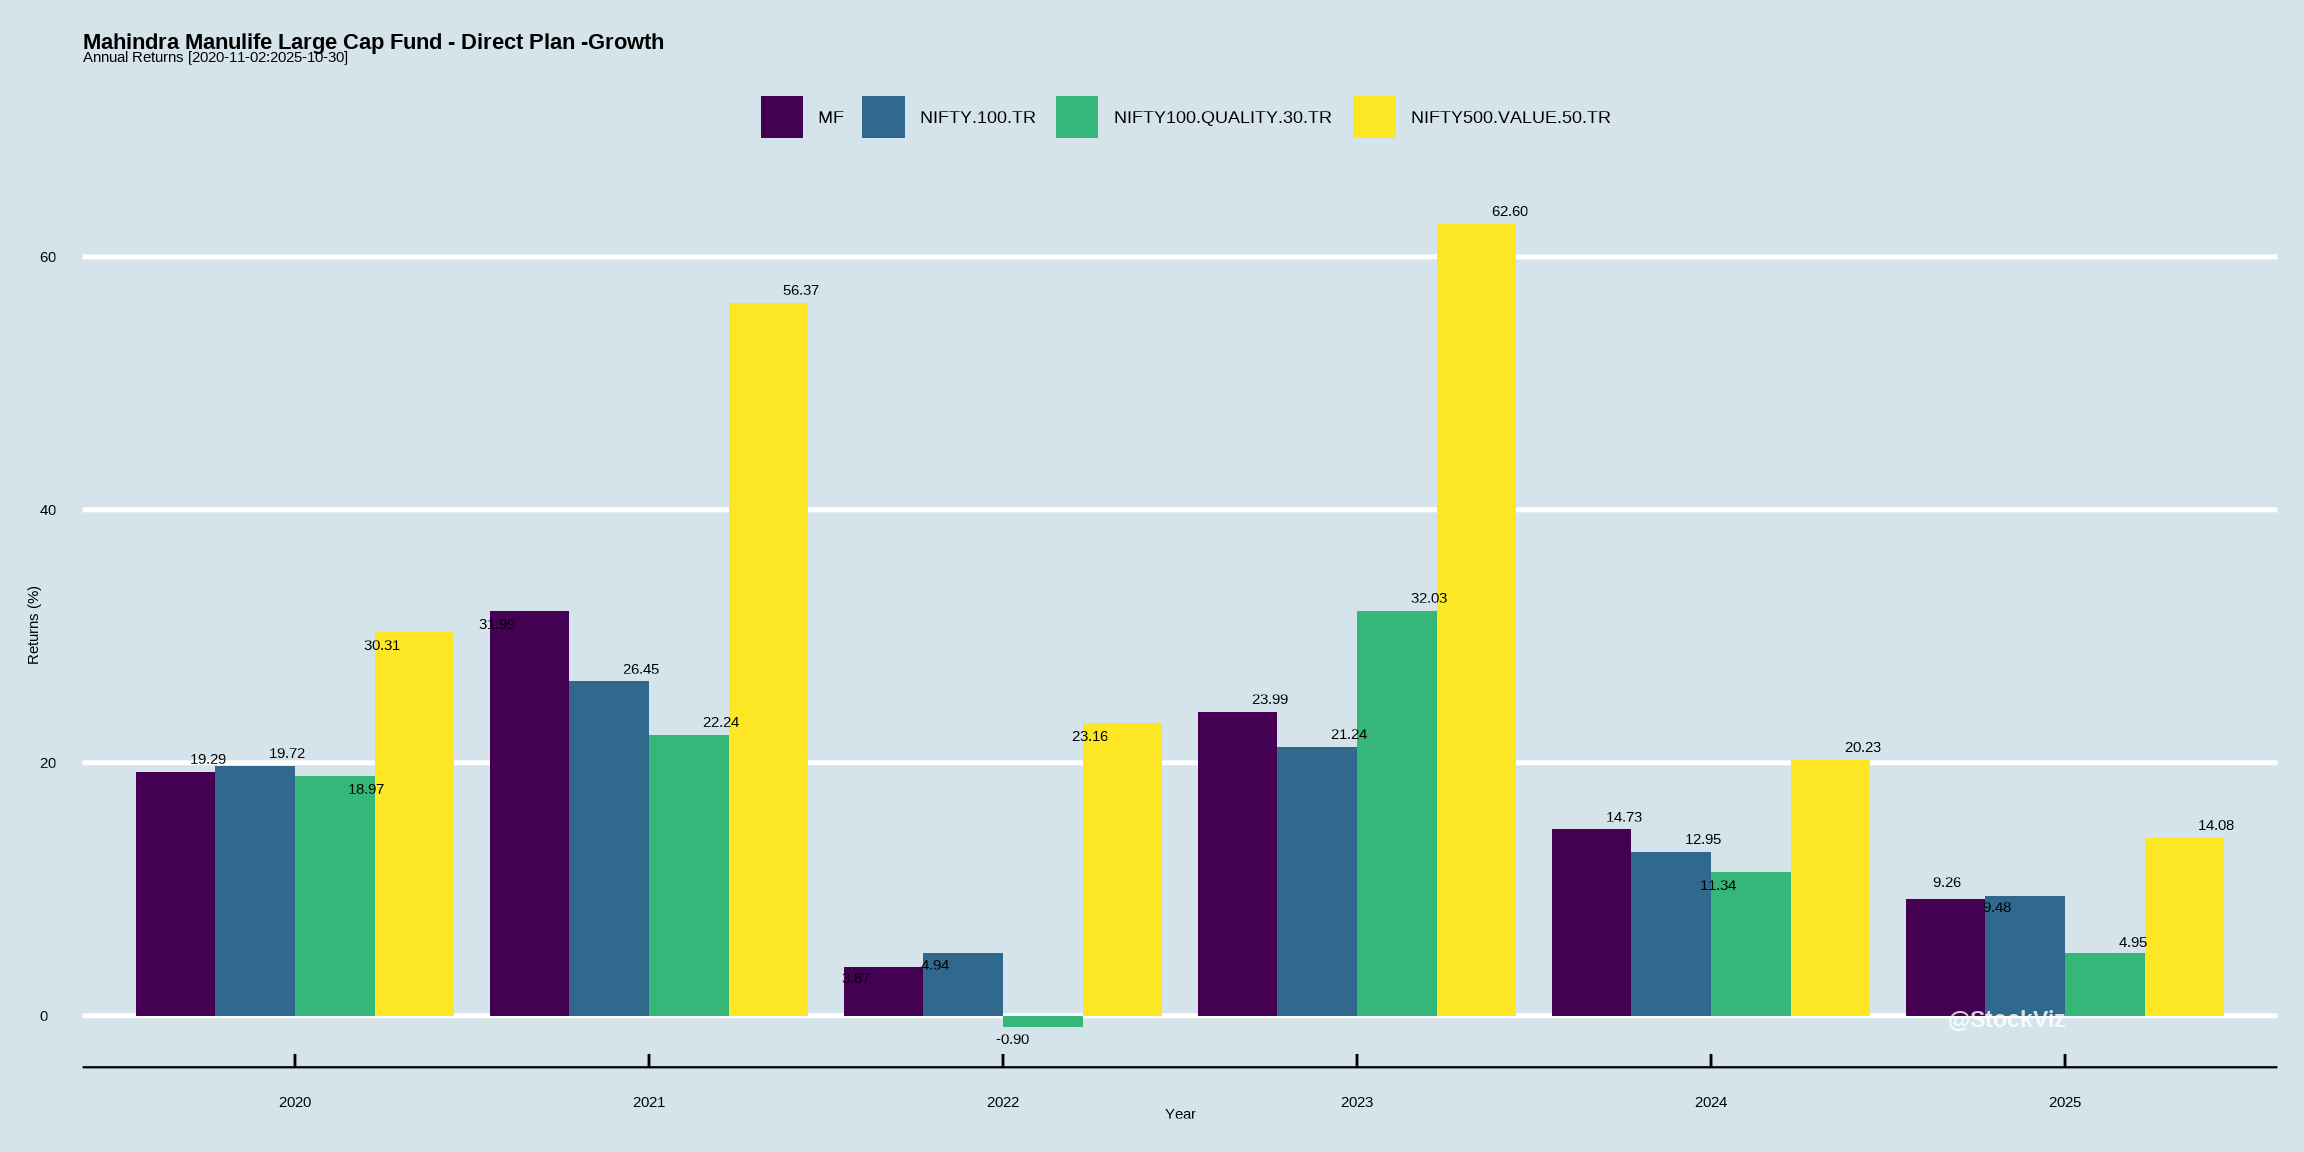 Mahindra Manulife Large Cap Fund - Direct Plan -Growth
Annual Returns [2020-11-02:2025-10-30]
MF NIFTY.100.TR NIFTY100.QUALITY.30.TR NIFTY500.VALUE.50.TR
Returns (%)
60
40
20
0
19.29 19.72 18.97 30.31
31.99 26.45 22.24 56.37
3.87 4.94 -0.90 23.16
23.99 21.24 32.03 62.60
14.73 12.95 11.34 20.23
9.26 9.48 4.95 14.08
@StockViz
2020 2021 2022 2023 2024 2025
Year